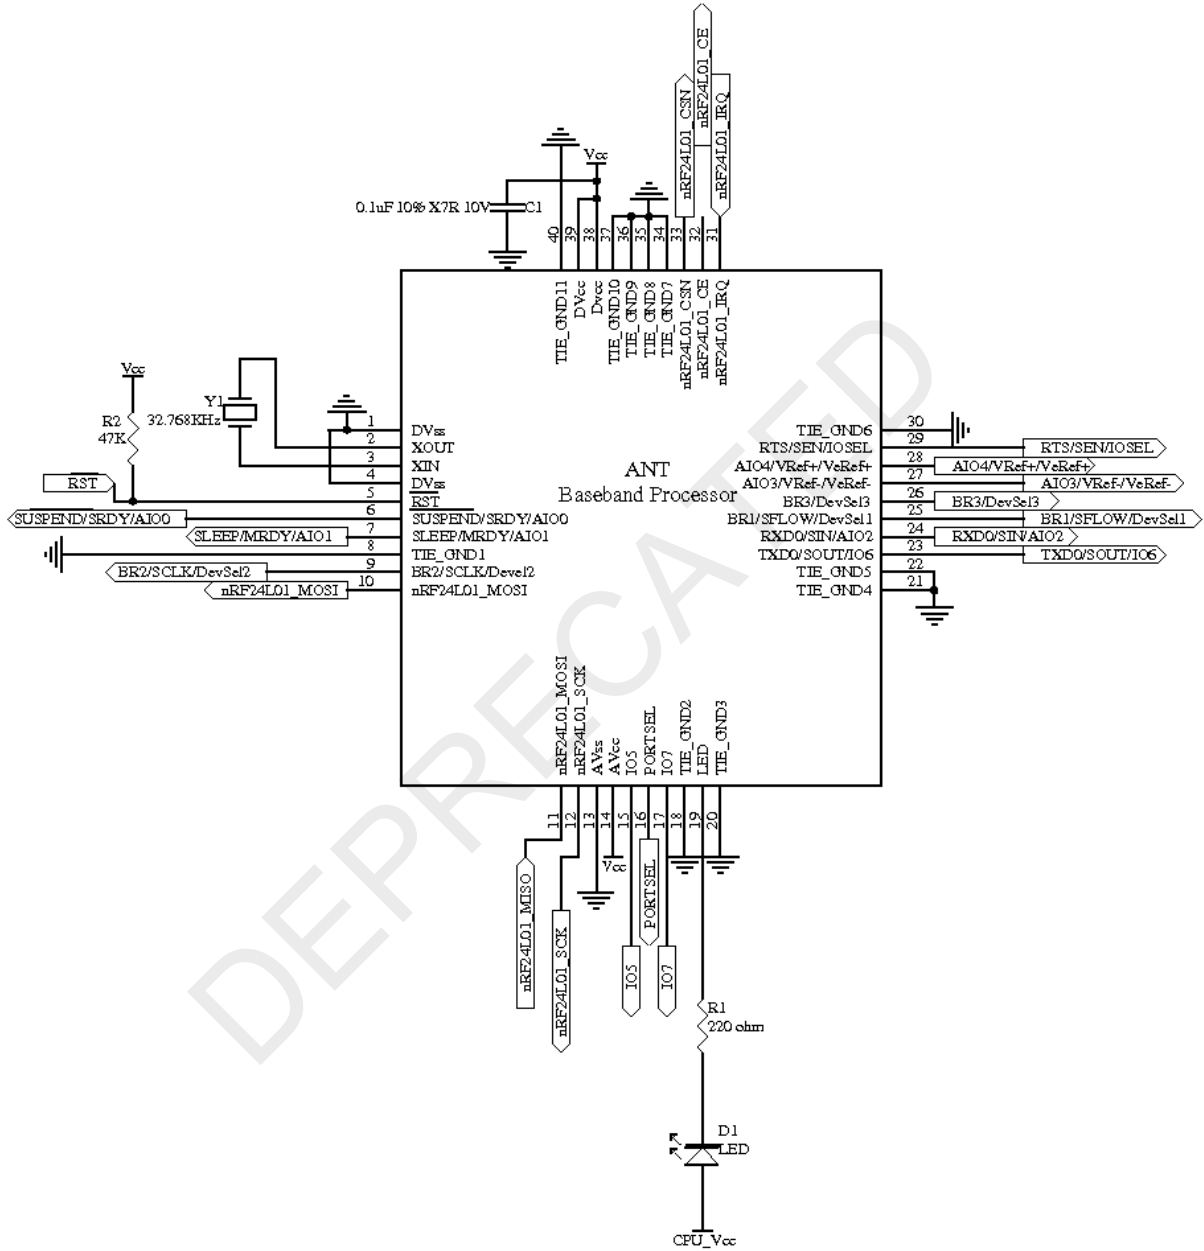 nRF24L01_CSN
nRF24L01_CE
nRF24L01_IRQ
Vcc
0.1uF 10% X7R 10V
C1
40
39
38
37
36
35
34
33
32
31
TIE_GND11
DVcc
Dvcc
TIE_GND10
TIE_GND9
TIE_GND8
TIE_GND7
nRF24L01_CSN
nRF24L01_CE
nRF24L01_IRQ
Vcc
R2
47K
Y1
32.768KHz
RST
SUSPEND/SRDY/AIO0
SLEEP/MRDY/AIO1
BR2/SCLK/DevSel2
nRF24L01_MOSI
1 DVss
2 XOUT
3 XIN
4 DVss
5 RST
6 SUSPEND/SRDY/AIO0
7 SLEEP/MRDY/AIO1
8 TIE_GND1
9 BR2/SCLK/Devel2
10 nRF24L01_MOSI
ANT
Baseband Processor
TIE_GND6 30
RTS/SEN/IOSEL 29 RTS/SEN/IOSEL
AIO4/VRef+/VeRef+ 28 AIO4/VRef+/VeRef+
AIO3/VRef-/VeRef- 27 AIO3/VRef-/VeRef-
BR3/DevSel3 26 BR3/DevSel3
BR1/SFLOW/DevSel1 25 BR1/SFLOW/DevSel1
RXD0/SIN/AIO2 24 RXD0/SIN/AIO2
TXD0/SOUT/IO6 23 TXD0/SOUT/IO6
TIE_GND5 22
TIE_GND4 21
nRF24L01_MOSI
nRF24L01_SCK
AVss
AVcc
IO5
PORTSEL
IO7
TIE_GND2
LED
TIE_GND3
11
12
13
14
15
16
17
18
19
20
nRF24L01_MISO
nRF24L01_SCK
Vcc
IO5
PORTSEL
IO7
R1
220 ohm
D1
LED
CPU_Vcc
DEPRECATED